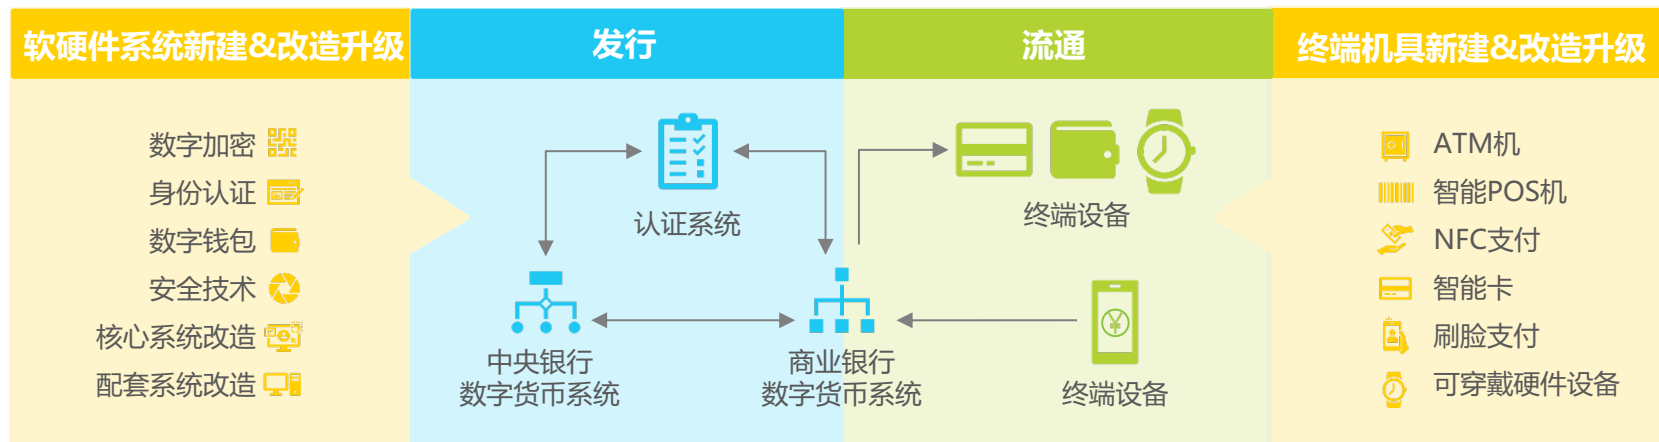 软硬件系统新建&改造升级
发行
流通
终端机具新建&改造升级
数字加密
身份认证
数字钱包
安全技术
核心系统改造
配套系统改造
认证系统
中央银行
数字货币系统
商业银行
数字货币系统
终端设备
¥
终端设备
ATM机
智能POS机
NFC支付
智能卡
刷脸支付
可穿戴硬件设备